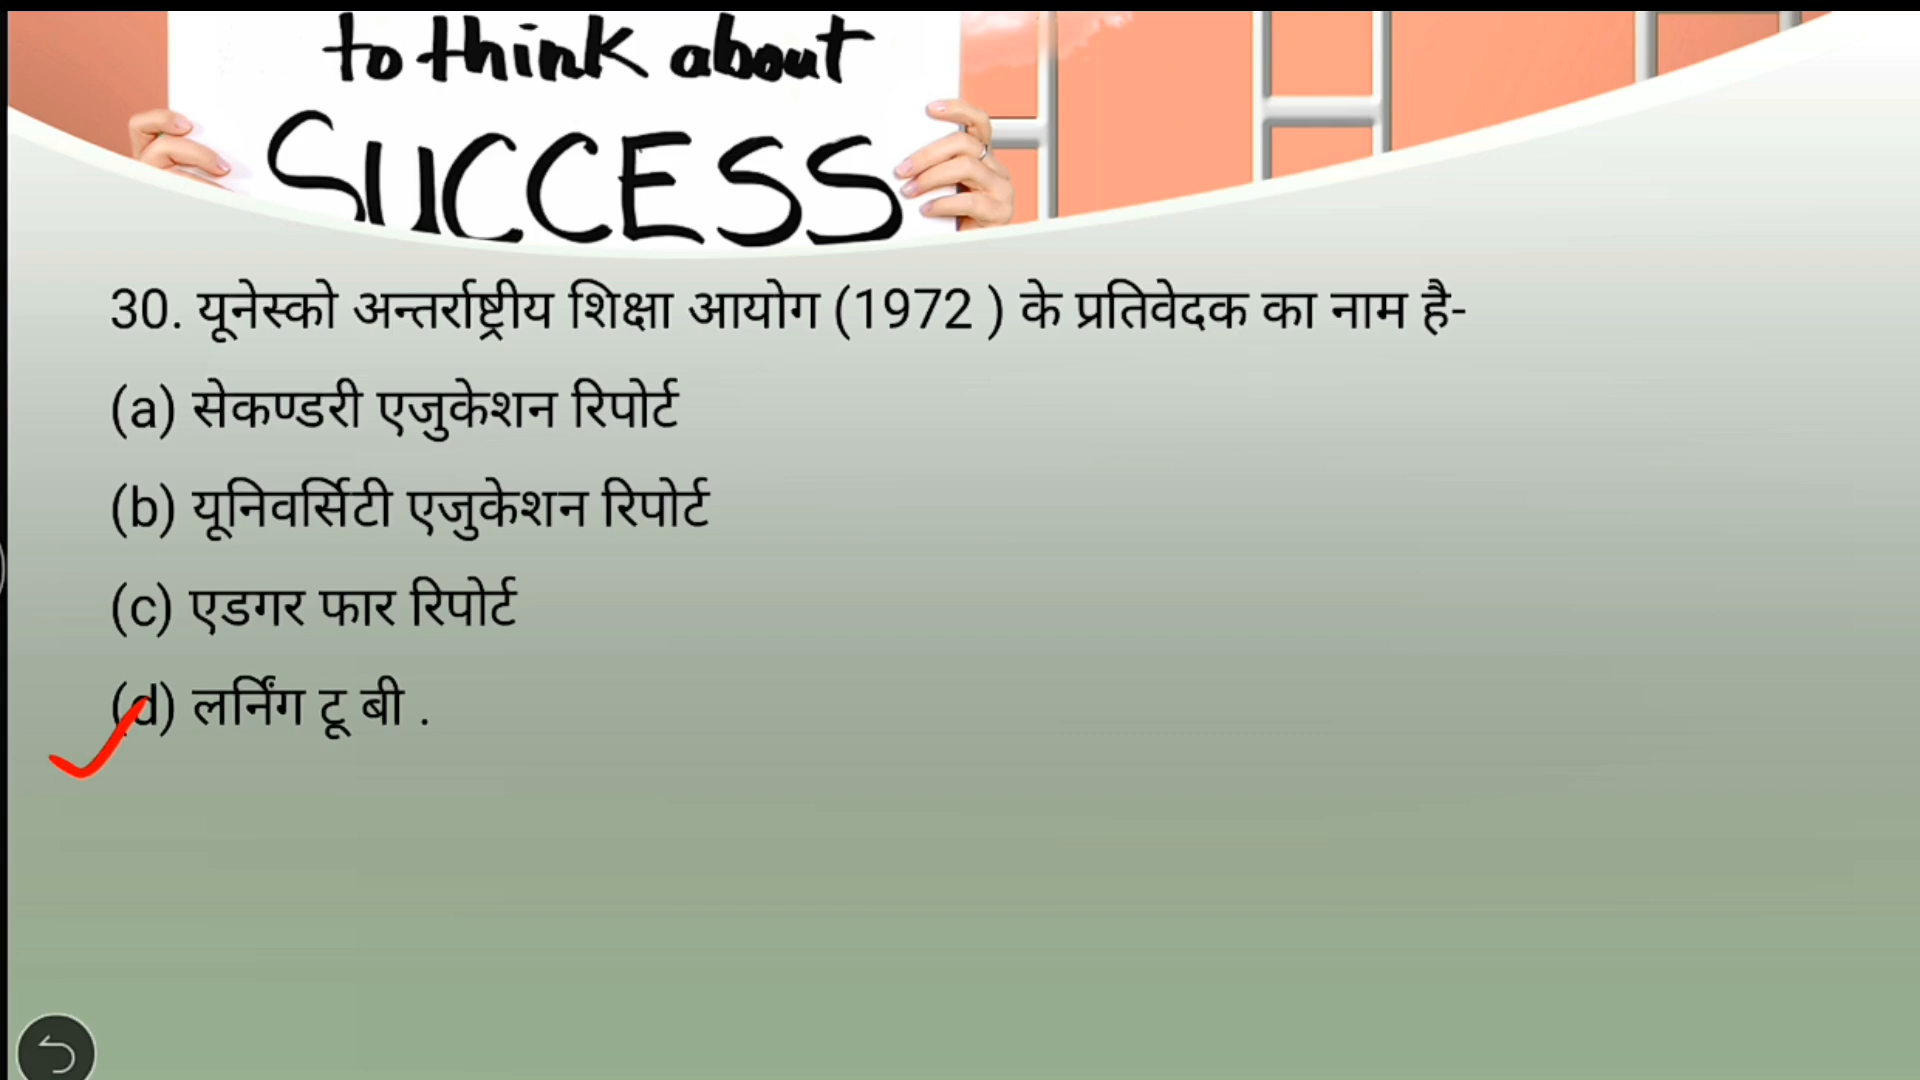 to think about
SUCCESS
30. यूनेस्को अन्तर्राष्ट्रीय शिक्षा आयोग (1972 ) के प्रतिवेदक का नाम है-
(a) सेकण्डरी एजुकेशन रिपोर्ट
(b) यूनिवर्सिटी एजुकेशन रिपोर्ट
(c) एडगर फार रिपोर्ट
(d) लर्निंग टू बी .